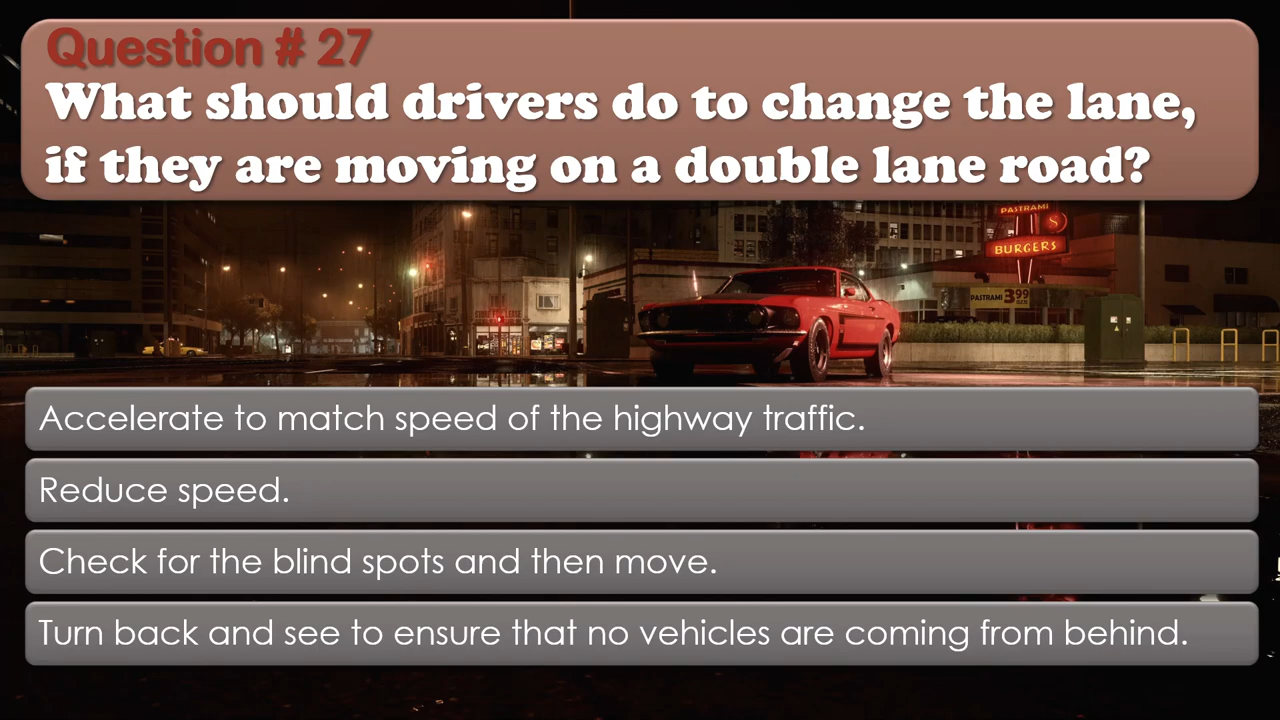 Question # 27
What should drivers do to change the lane,
if they are moving on a double lane road?
PASTRAMI
S
BURGERS
PASTRAMI 3.99
Accelerate to match speed of the highway traffic.
Reduce speed.
Check for the blind spots and then move.
Turn back and see to ensure that no vehicles are coming from behind.